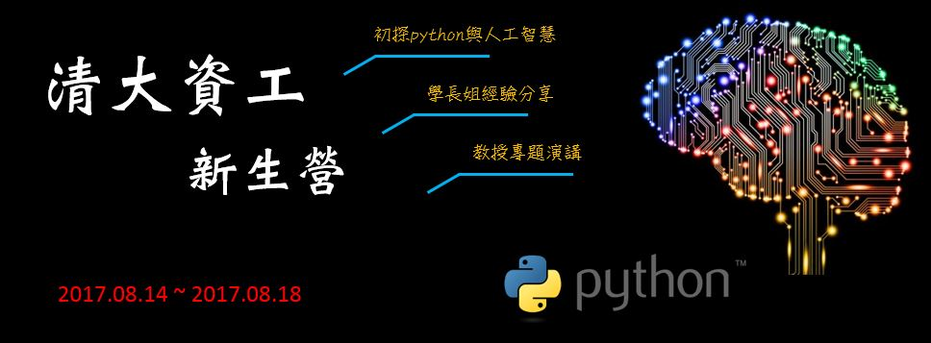 清大資工
新生營
初探python與人工智慧
學長姐經驗分享
教授專題演講
2017.08.14 ~ 2017.08.18
python™